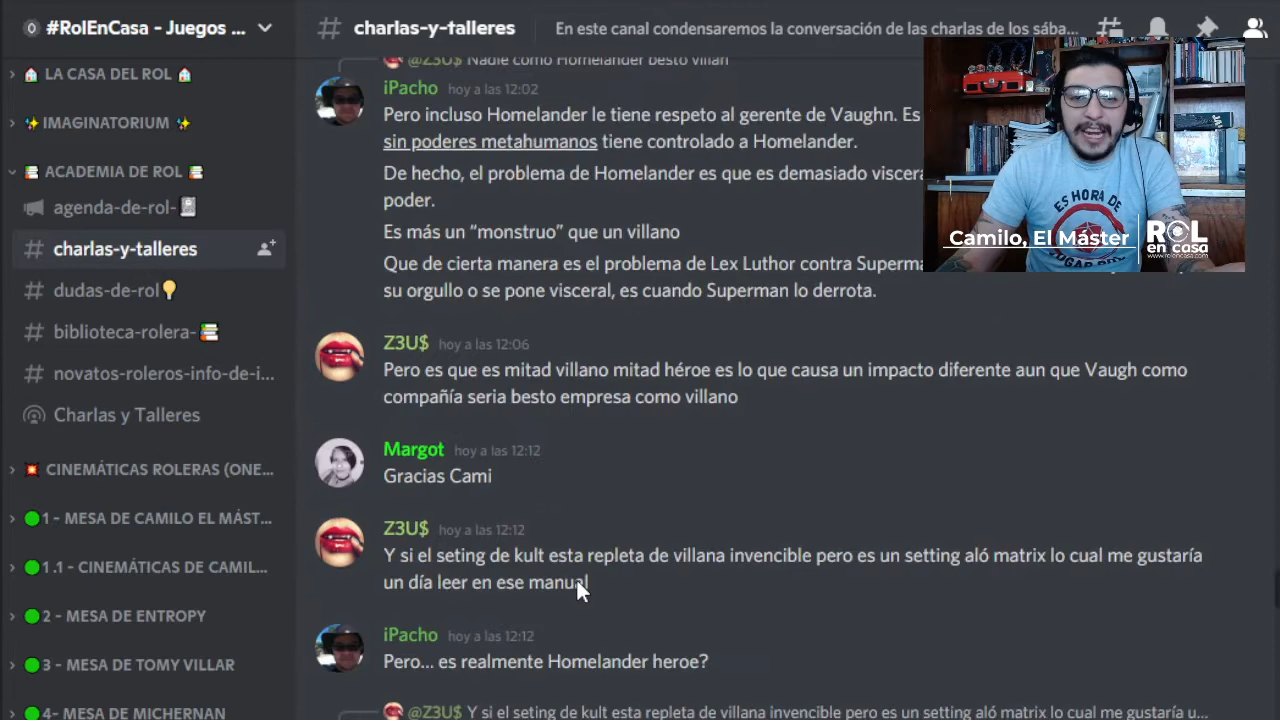 #RolEnCasa - Juegos ...
LA CASA DEL ROL
IMAGINATORIUM
ACADEMIA DE ROL
agenda-de-rol-
charlas-y-talleres
dudas-de-rol
biblioteca-rolera-
novatos-roleros-info-de-i...
Charlas y Talleres
CINEMÁTICAS ROLERAS (ONE...
1 - MESA DE CAMILO EL MÁST...
1.1 - CINEMÁTICAS DE CAMIL...
2 - MESA DE ENTROPY
3 - MESA DE TOMY VILLAR
4- MESA DE MICHERNAN
# charlas-y-talleres
En este canal condensaremos la conversación de las charlas de los sába...
@Z3U$ Nadie como Homelander besto villan
iPacho hoy a las 12:02
Pero incluso Homelander le tiene respeto al gerente de Vaughn. Es
sin poderes metahumanos tiene controlado a Homelander.
De hecho, el problema de Homelander es que es demasiado viscera
poder.
Es más un “monstruo” que un villano
Que de cierta manera es el problema de Lex Luthor contra Superma
su orgullo o se pone visceral, es cuando Superman lo derrota.
Z3U$ hoy a las 12:06
Pero es que es mitad villano mitad héroe es lo que causa un impacto diferente aun que Vaugh como
compañía seria besto empresa como villano
Margot hoy a las 12:12
Gracias Cami
Z3U$ hoy a las 12:12
Y si el seting de kult esta repleta de villana invencible pero es un setting aló matrix lo cual me gustaría
un día leer en ese manual
iPacho hoy a las 12:12
Pero... es realmente Homelander heroe?
@Z3U$ Y si el seting de kult esta repleta de villana invencible pero es un setting aló matrix lo cual me gustaría u...
ES HORA DE
JUGAR ROL
Camilo, El Máster
ROL
en casa
www.rolencasa.com